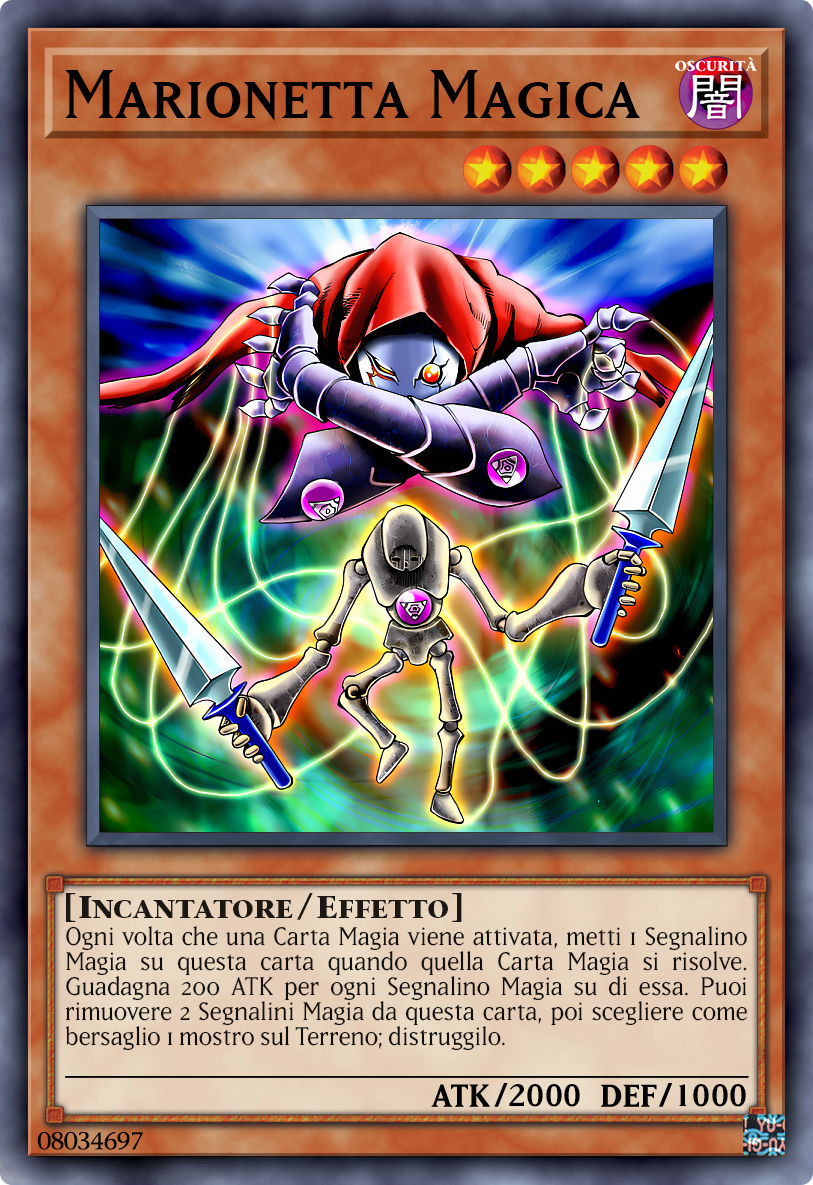 Marionetta Magica
OSCURITÀ
闇
[Incantatore/Effetto]
Ogni volta che una Carta Magia viene attivata, metti 1 Segnalino
Magia su questa carta quando quella Carta Magia si risolve.
Guadagna 200 ATK per ogni Segnalino Magia su di essa. Puoi
rimuovere 2 Segnalini Magia da questa carta, poi scegliere come
bersaglio 1 mostro sul Terreno; distruggilo.
ATK/2000 DEF/1000
08034697